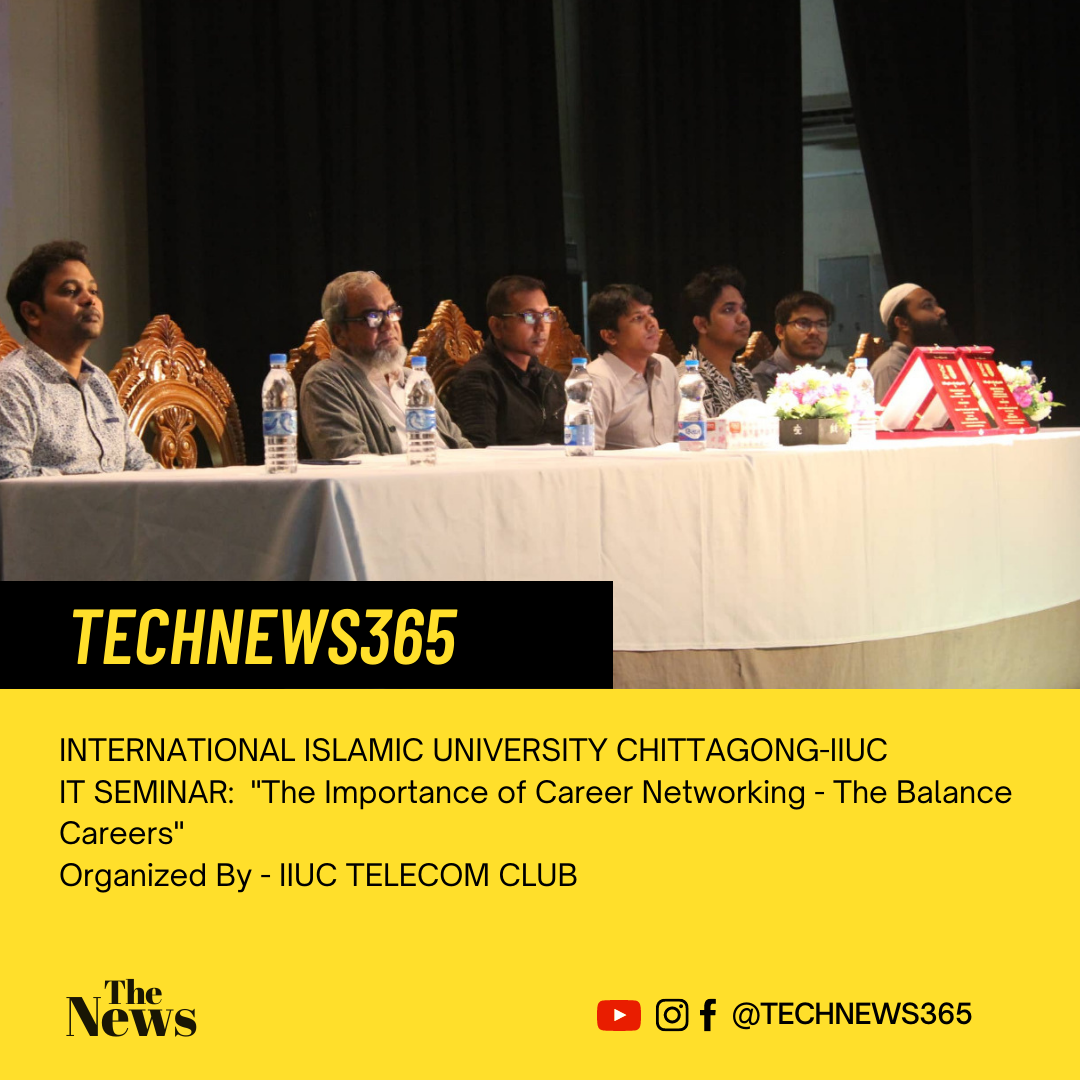 TECHNEWS365
INTERNATIONAL ISLAMIC UNIVERSITY CHITTAGONG-IIUC
IT SEMINAR:  "The Importance of Career Networking - The Balance
Careers"
Organized By - IIUC TELECOM CLUB
The
News
@TECHNEWS365